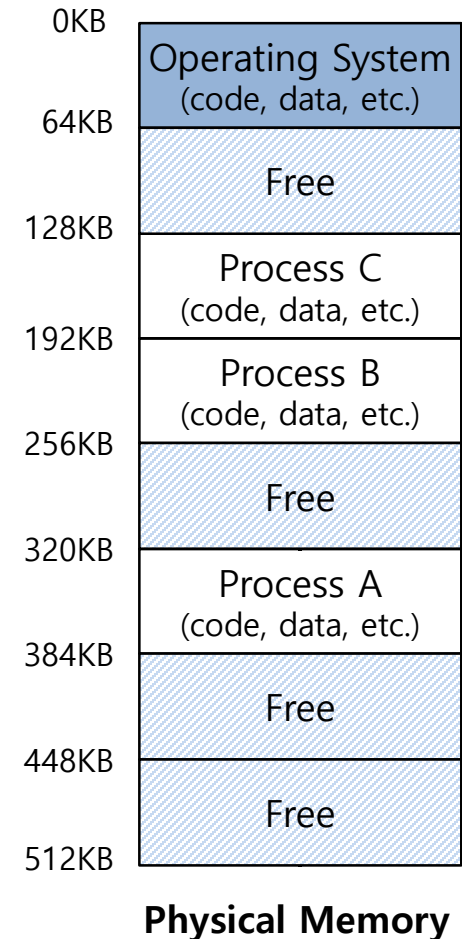 0KB
Operating System
(code, data, etc.)
64KB
Free
128KB
Process C
(code, data, etc.)
192KB
Process B
(code, data, etc.)
256KB
Free
320KB
Process A
(code, data, etc.)
384KB
Free
448KB
Free
512KB
Physical Memory